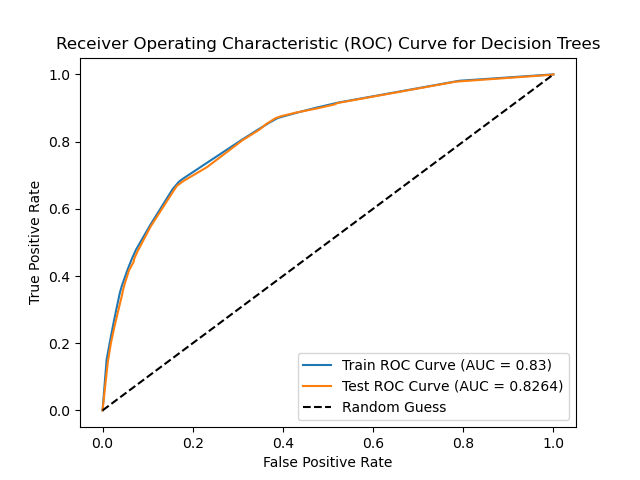 Receiver Operating Characteristic (ROC) Curve for Decision Trees
1.0
0.8
0.6
0.4
0.2
0.0
True Positive Rate
Train ROC Curve (AUC = 0.83)
Test ROC Curve (AUC = 0.8264)
Random Guess
0.0 0.2 0.4 0.6 0.8 1.0
False Positive Rate